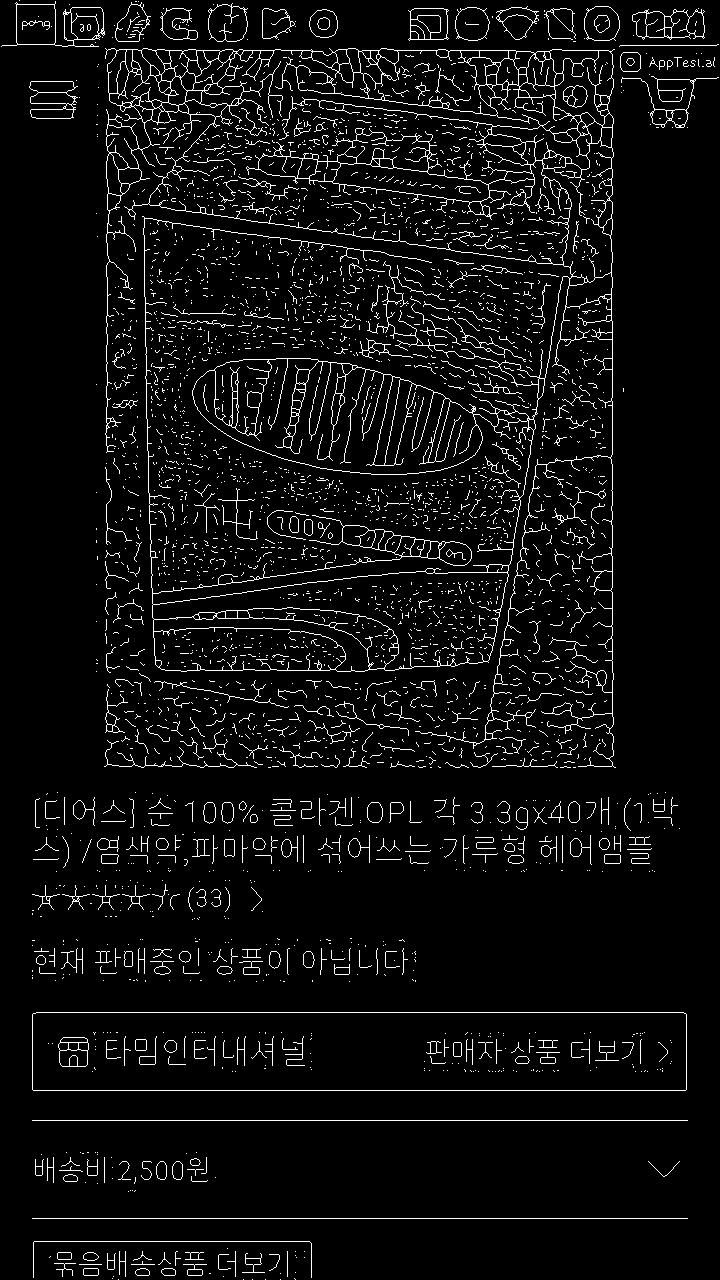 12:24
AppTest.ai
純 100%
[디어스] 순 100% 콜라겐 OPL 각 3.3gx40개 (1박
스) /염색약,파마약에 섞어쓰는 가루형 헤어앰플
(33)
현재 판매중인 상품이 아닙니다.
타임인터내셔널 판매자 상품 더보기
배송비 2,500원
묶음배송상품 더보기